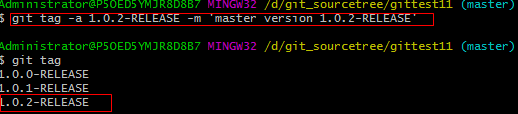 Administrator@P5OED5YMJR8D8B7 MINGW32 /d/git_sourcetree/gittest11 (master)
$ git tag -a 1.0.2-RELEASE -m 'master version 1.0.2-RELEASE'
Administrator@P5OED5YMJR8D8B7 MINGW32 /d/git_sourcetree/gittest11 (master)
$ git tag
1.0.0-RELEASE
1.0.1-RELEASE
1.0.2-RELEASE